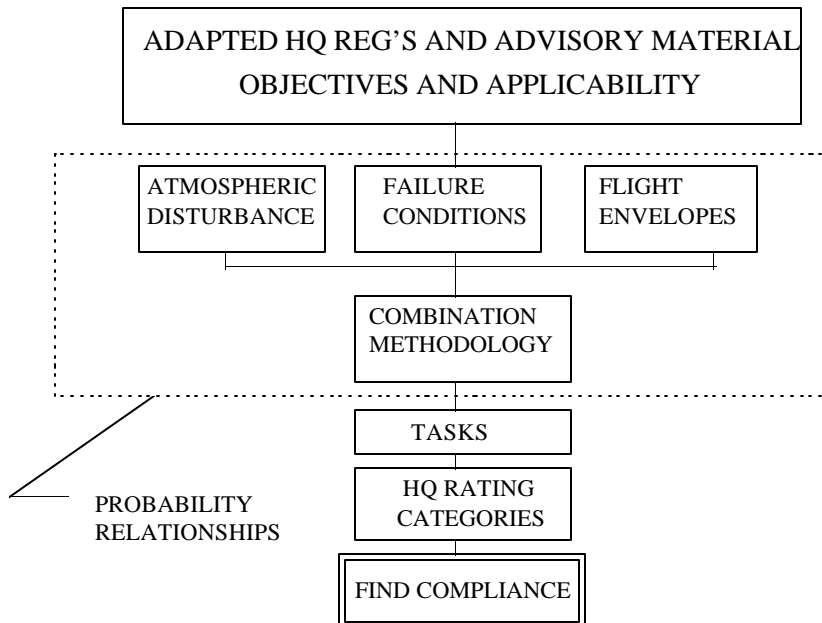 ADAPTED HQ REG'S AND ADVISORY MATERIAL
OBJECTIVES AND APPLICABILITY
ATMOSPHERIC
DISTURBANCE
FAILURE
CONDITIONS
FLIGHT
ENVELOPES
COMBINATION
METHODOLOGY
TASKS
HQ RATING
CATEGORIES
PROBABILITY
RELATIONSHIPS
FIND COMPLIANCE